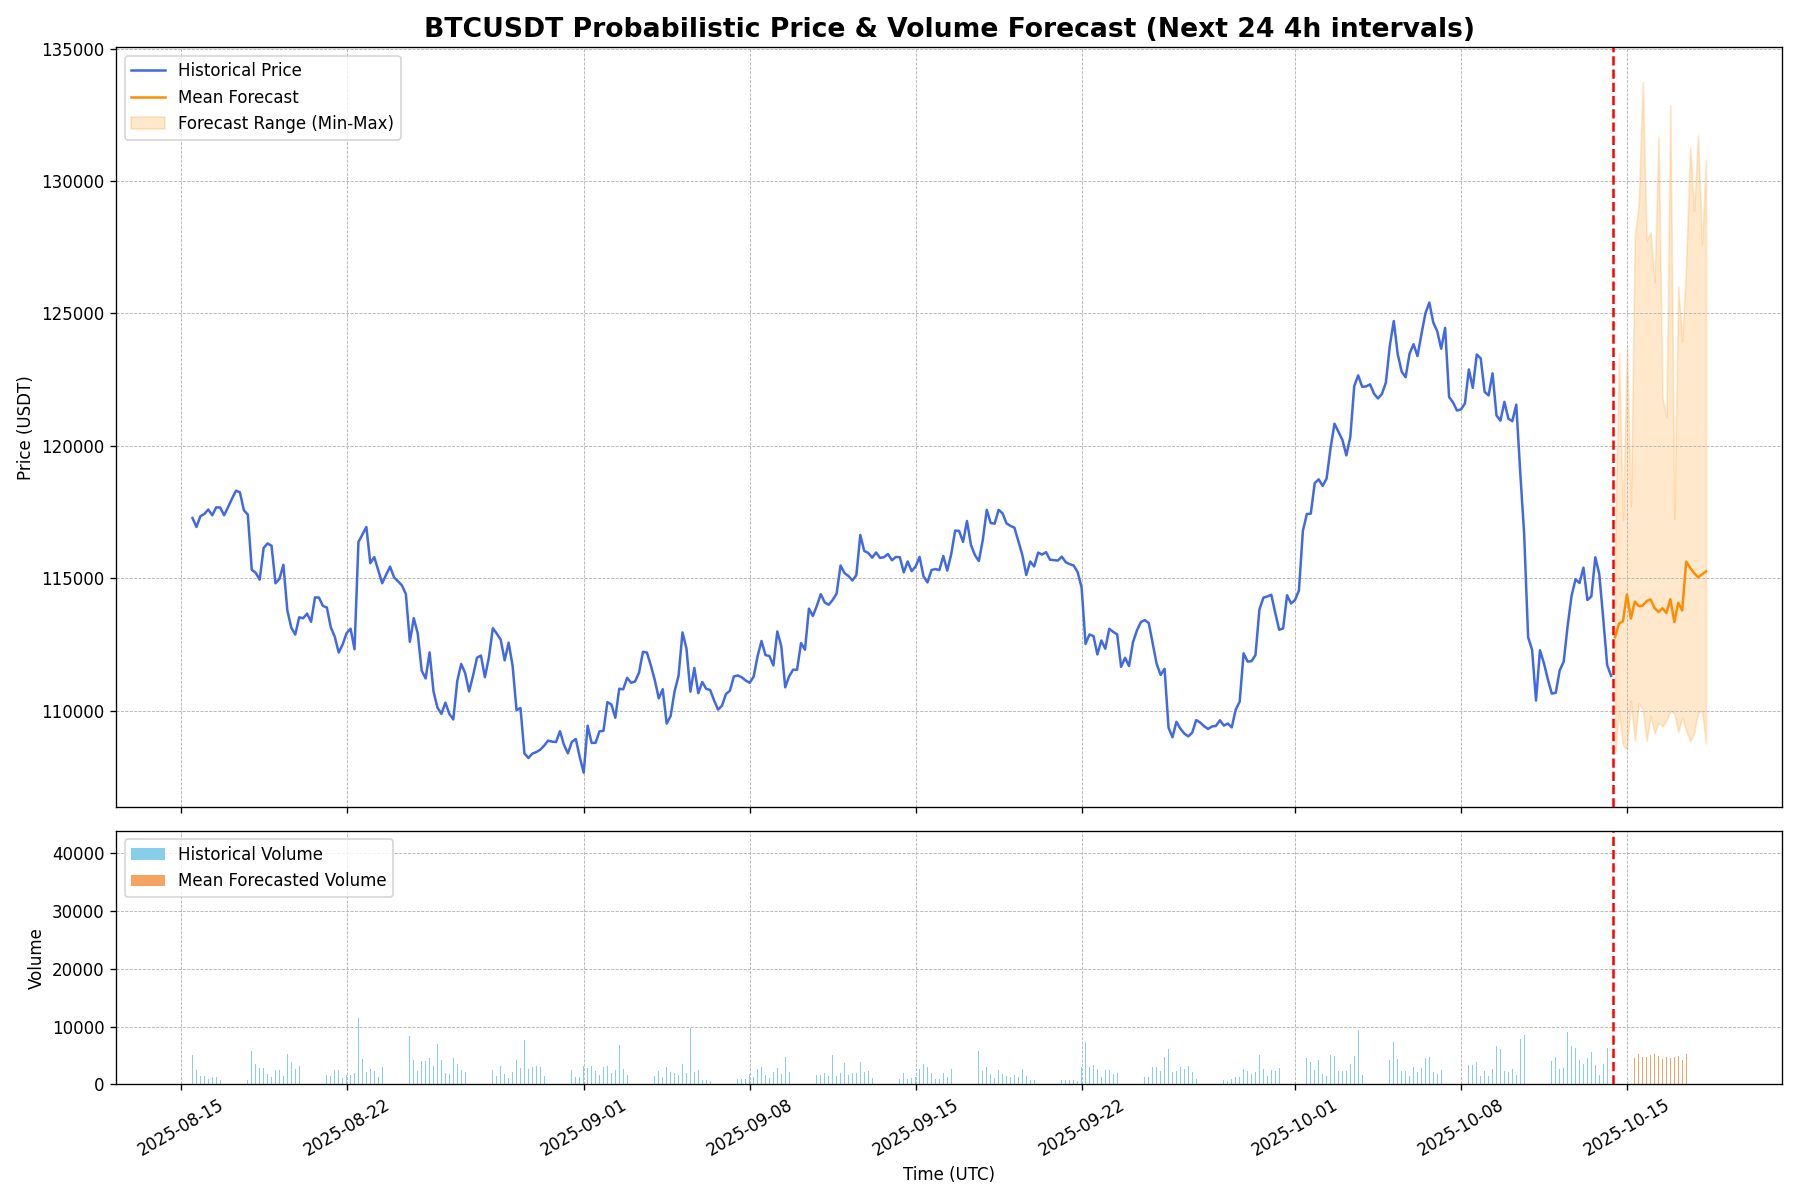 BTCUSDT Probabilistic Price & Volume Forecast (Next 24 4h intervals)
135000
130000
125000
120000
115000
110000
Price (USDT)
Historical Price
Mean Forecast
Forecast Range (Min-Max)
40000
30000
20000
10000
0
Volume
Historical Volume
Mean Forecasted Volume
2025-08-15
2025-08-22
2025-09-01
2025-09-08
2025-09-15
2025-09-22
2025-10-01
2025-10-08
2025-10-15
Time (UTC)